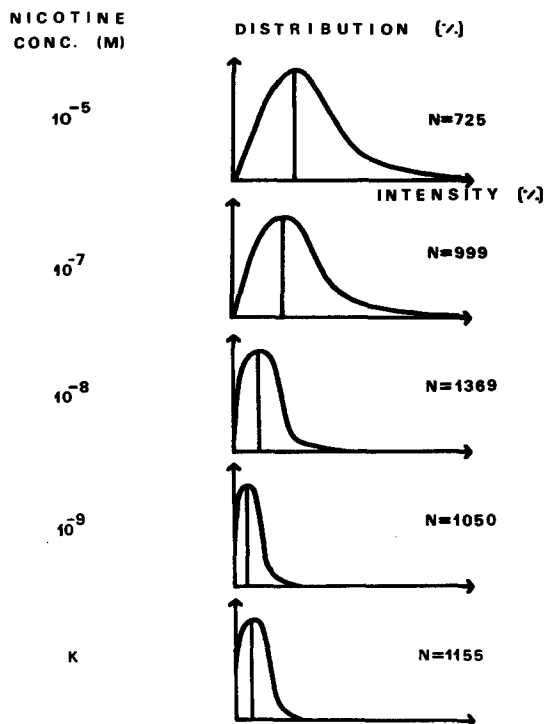 NICOTINE
CONC. (M)
DISTRIBUTION (%)
10⁻⁵
N=725
INTENSITY (%)
10⁻⁷
N=999
10⁻⁸
N=1369
10⁻⁹
N=1050
K
N=1155